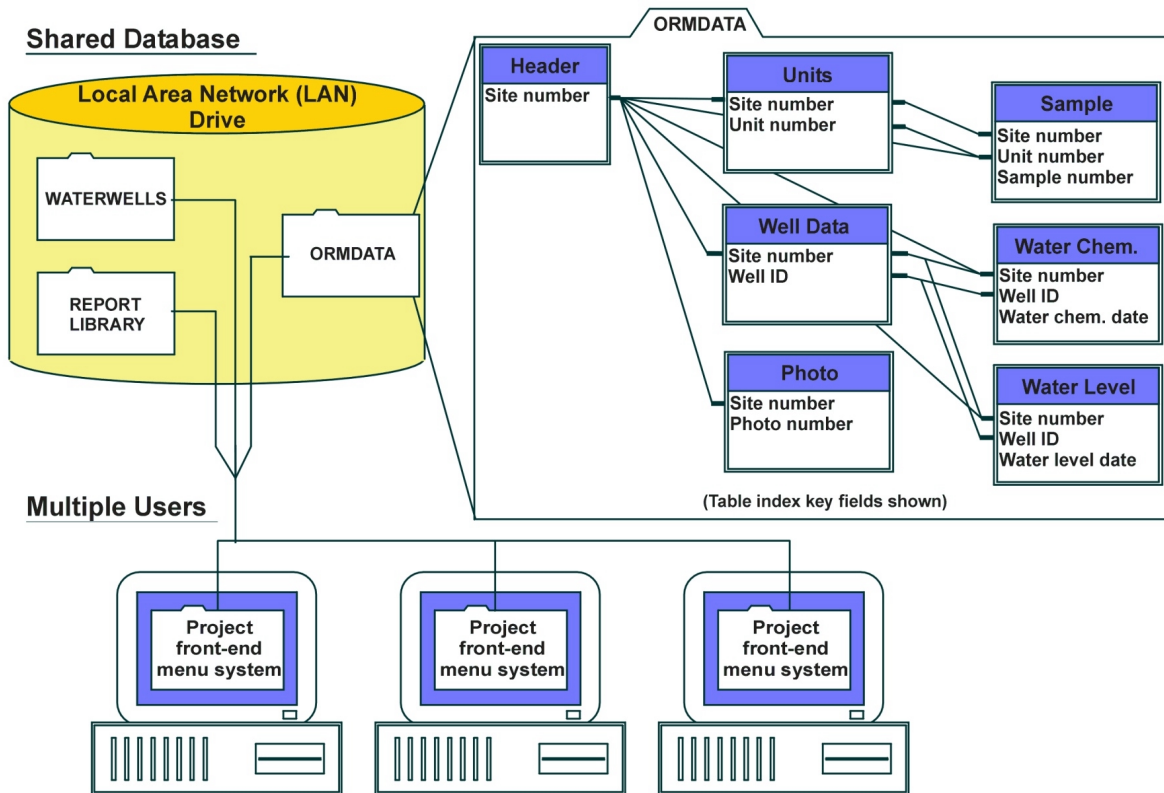 Shared Database
Local Area Network (LAN)
Drive
WATERWELLS
REPORT
LIBRARY
ORMDATA
ORMDATA
Header
Site number
Units
Site number
Unit number
Sample
Site number
Unit number
Sample number
Well Data
Site number
Well ID
Water Chem.
Site number
Well ID
Water chem. date
Photo
Site number
Photo number
Water Level
Site number
Well ID
Water level date
(Table index key fields shown)
Multiple Users
Project
front-end
menu system
Project
front-end
menu system
Project
front-end
menu system